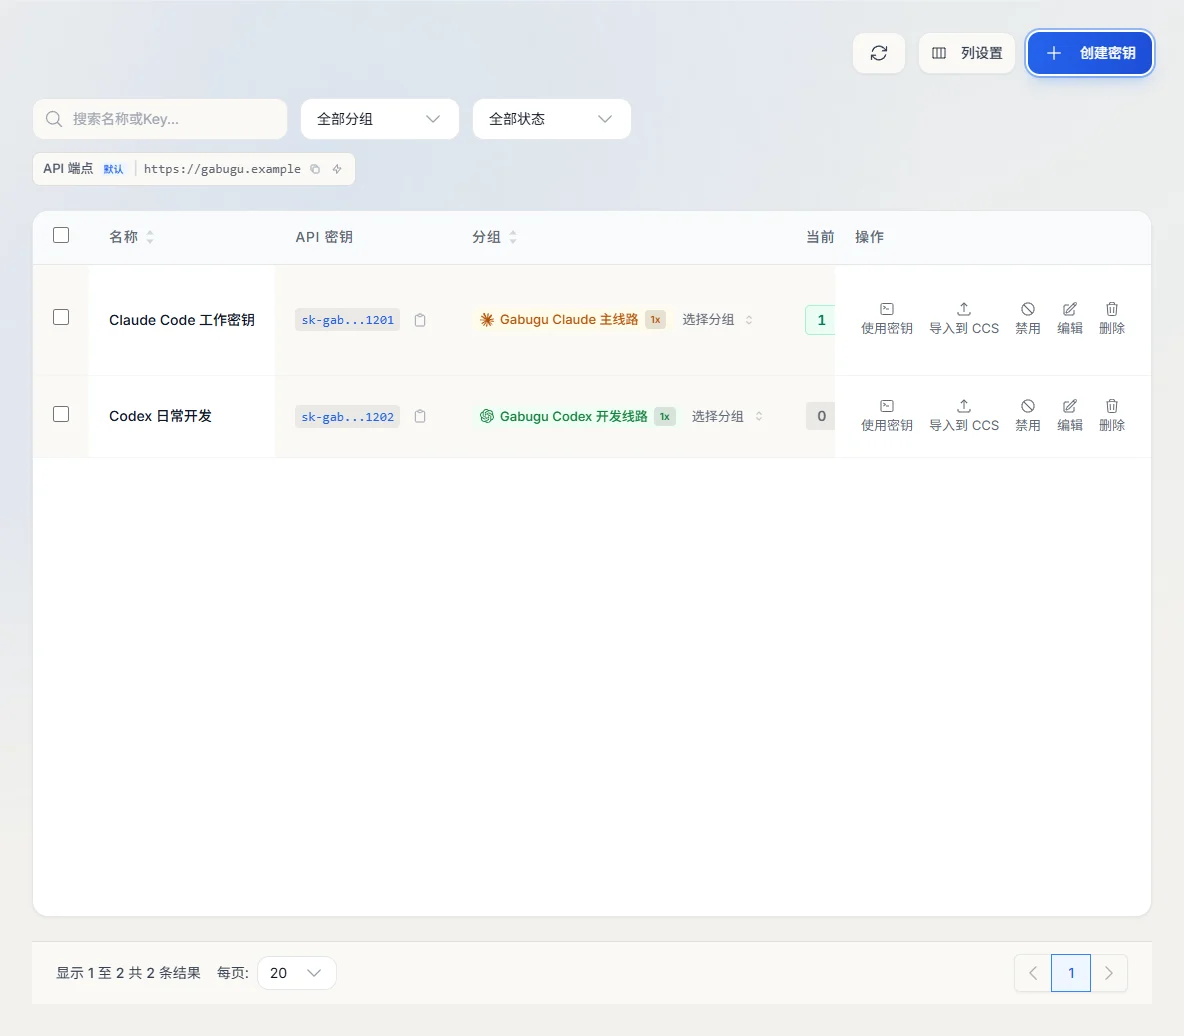 列设置
创建密钥
搜索名称或Key...
全部分组
全部状态
API 端点 默认 https://gabugu.example
名称 API 密钥 分组 当前 操作
Claude Code 工作密钥 sk-gab...1201 Gabugu Claude 主线路 1x 选择分组 1 使用密钥 导入到 CCS 禁用 编辑 删除
Codex 日常开发 sk-gab...1202 Gabugu Codex 开发线路 1x 选择分组 0 使用密钥 导入到 CCS 禁用 编辑 删除
显示 1 至 2 共 2 条结果 每页: 20 1